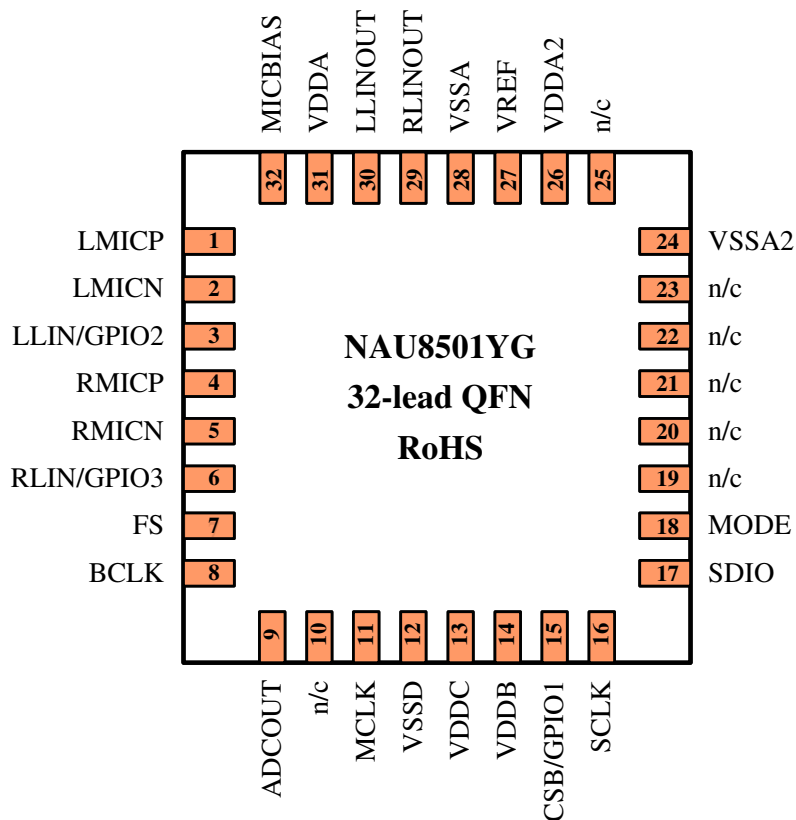 MICBIAS
VDDA
LLINOUT
RLINOUT
VSSA
VREF
VDDA2
n/c
32
31
30
29
28
27
26
25
LMICP 1
LMICN 2
LLIN/GPIO2 3
RMICP 4
RMICN 5
RLIN/GPIO3 6
FS 7
BCLK 8
NAU8501YG
32-lead QFN
RoHS
24 VSSA2
23 n/c
22 n/c
21 n/c
20 n/c
19 n/c
18 MODE
17 SDIO
9
10
11
12
13
14
15
16
ADCOUT
n/c
MCLK
VSSD
VDDC
VDDB
CSB/GPIO1
SCLK